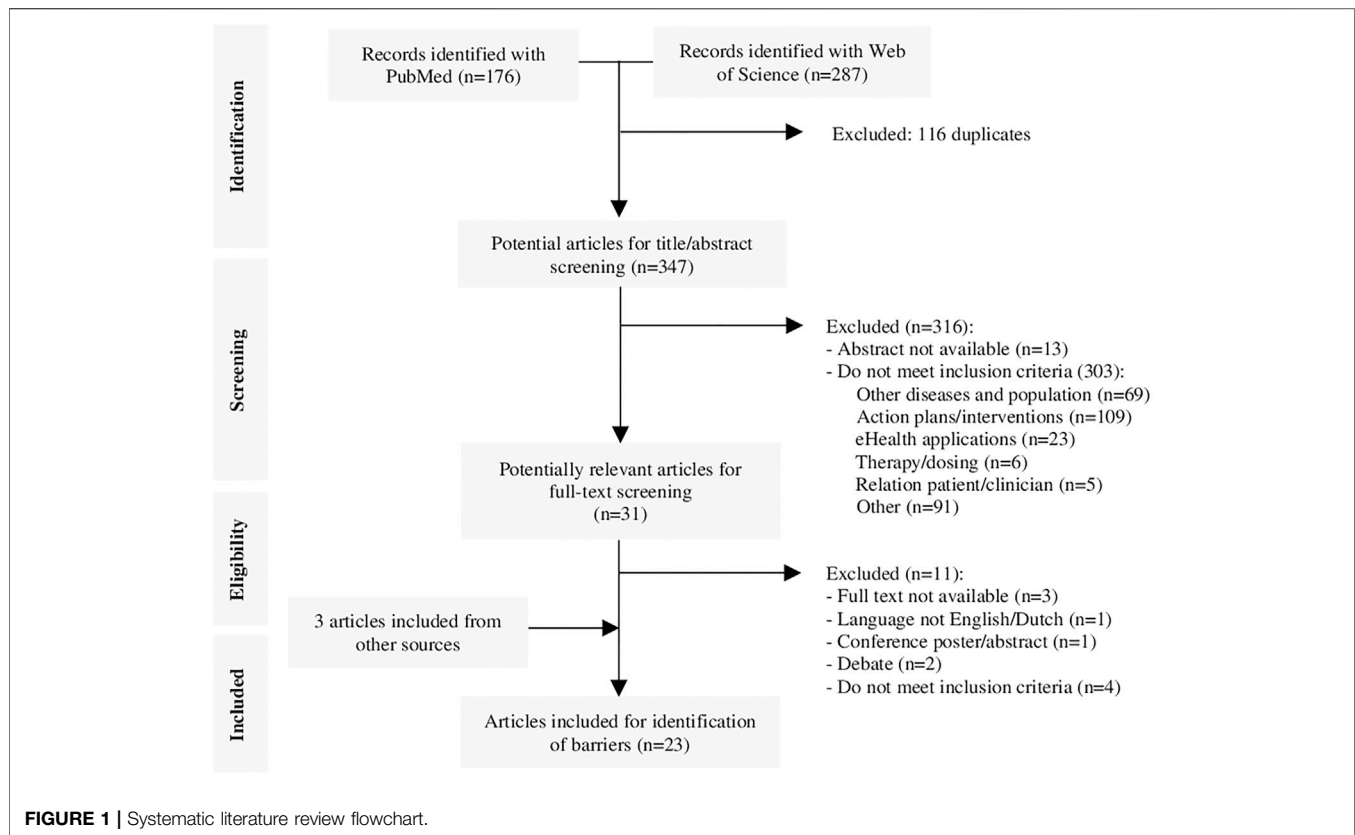 Identification
Records identified with
PubMed (n=176)
Records identified with Web
of Science (n=287)
Excluded: 116 duplicates
Potential articles for title/abstract
screening (n=347)
Screening
Excluded (n=316):
- Abstract not available (n=13)
- Do not meet inclusion criteria (303):
Other diseases and population (n=69)
Action plans/interventions (n=109)
eHealth applications (n=23)
Therapy/dosing (n=6)
Relation patient/clinician (n=5)
Other (n=91)
Potentially relevant articles for
full-text screening
(n=31)
Eligibility
Excluded (n=11):
- Full text not available (n=3)
- Language not English/Dutch (n=1)
- Conference poster/abstract (n=1)
- Debate (n=2)
- Do not meet inclusion criteria (n=4)
3 articles included from
other sources
Included
Articles included for identification
of barriers (n=23)
FIGURE 1 | Systematic literature review flowchart.